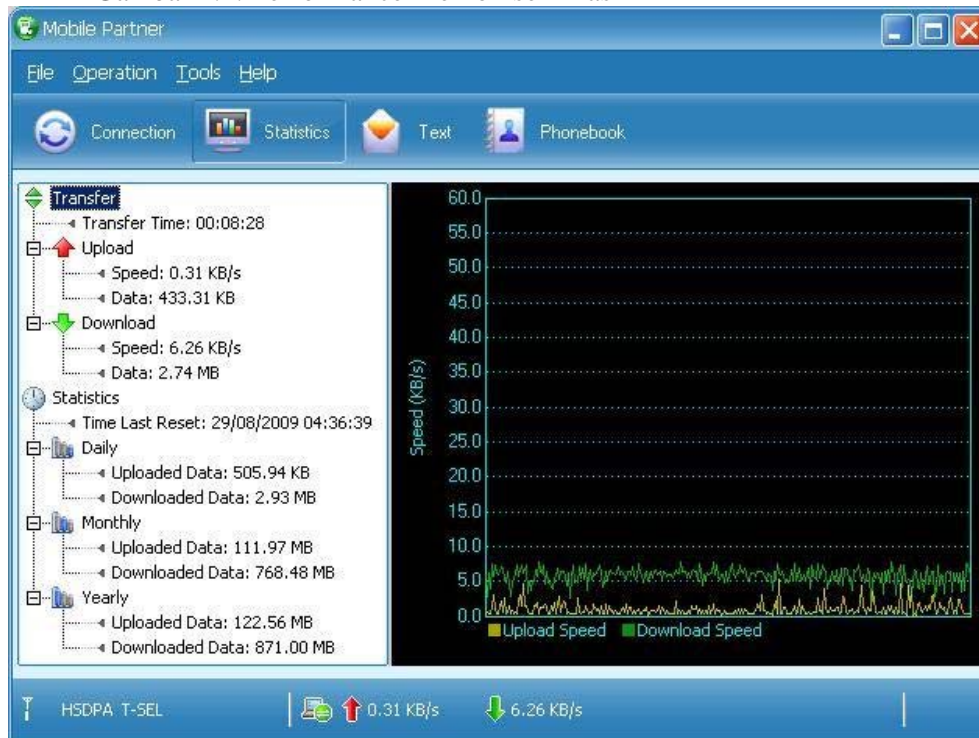 Mobile Partner
File Operation Tools Help
Connection Statistics Text Phonebook
Transfer
Transfer Time: 00:08:28
Upload
Speed: 0.31 KB/s
Data: 433.31 KB
Download
Speed: 6.26 KB/s
Data: 2.74 MB
Statistics
Time Last Reset: 29/08/2009 04:36:39
Daily
Uploaded Data: 505.94 KB
Downloaded Data: 2.93 MB
Monthly
Uploaded Data: 111.97 MB
Downloaded Data: 768.48 MB
Yearly
Uploaded Data: 122.56 MB
Downloaded Data: 871.00 MB
Speed (KB/s)
60.0
55.0
50.0
45.0
40.0
35.0
30.0
25.0
20.0
15.0
10.0
5.0
0.0
Upload Speed Download Speed
HSDPA T-SEL 0.31 KB/s 6.26 KB/s